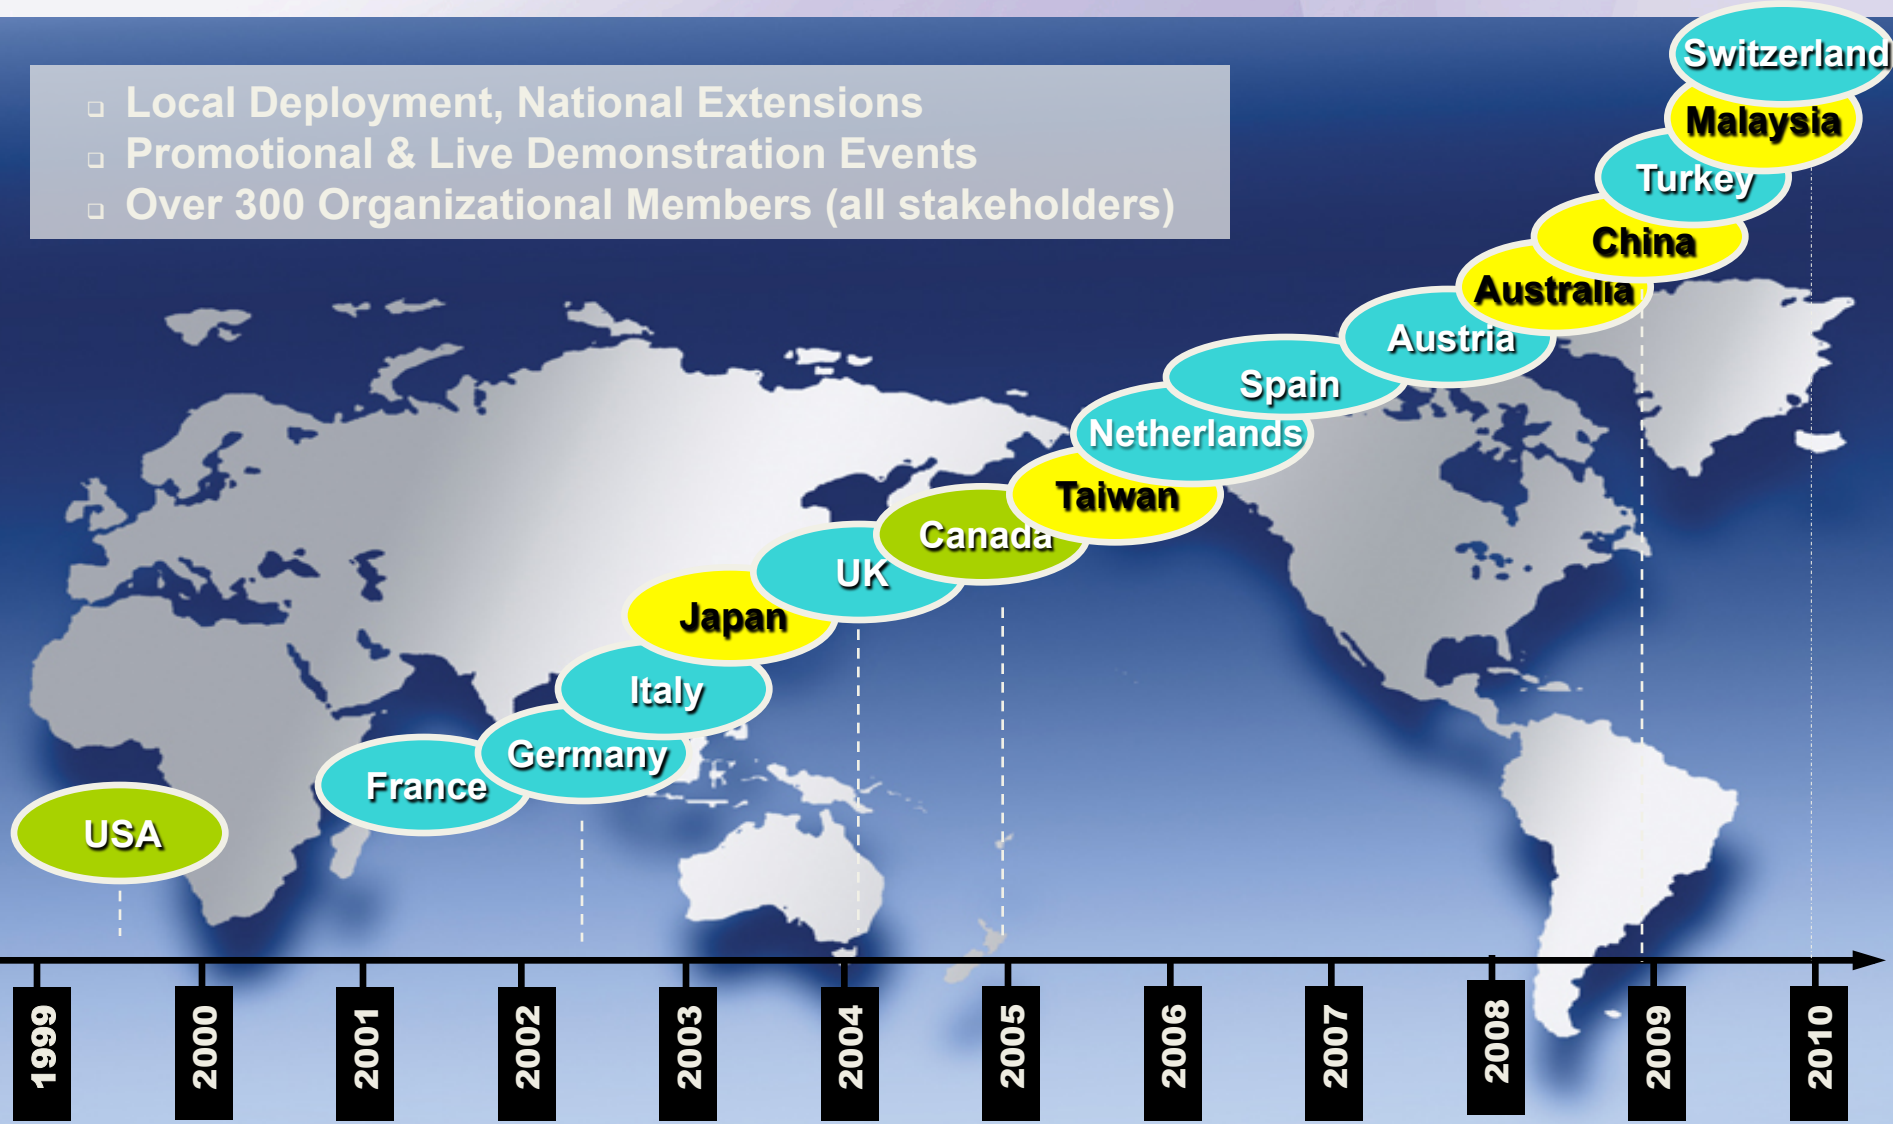 ❑ Local Deployment, National Extensions
❑ Promotional & Live Demonstration Events
❑ Over 300 Organizational Members (all stakeholders)
Switzerland
Malaysia
Turkey
China
Australia
Austria
Spain
Netherlands
Taiwan
Canada
UK
Japan
Italy
Germany
France
USA
1999
2000
2001
2002
2003
2004
2005
2006
2007
2008
2009
2010